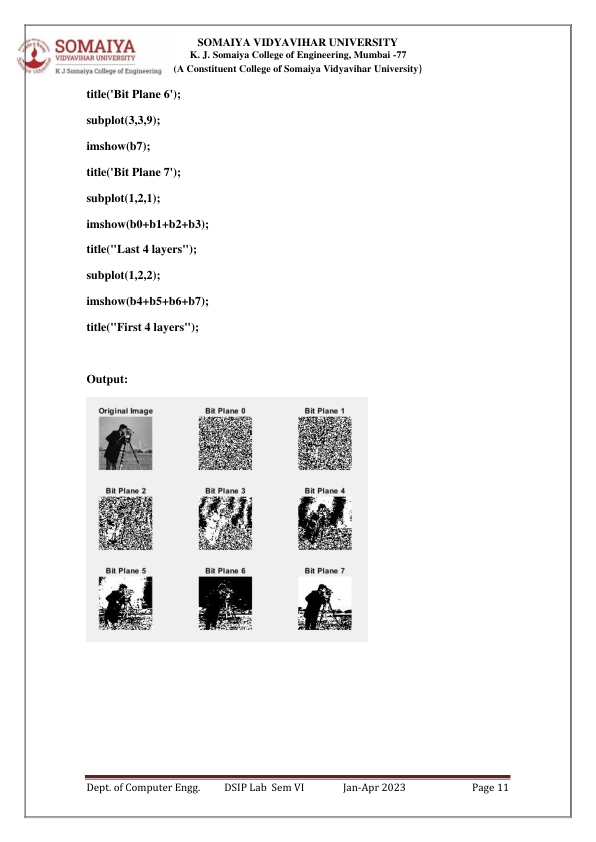 SOMAIYA
VIDYAVIHAR UNIVERSITY
K J Somaiya College of Engineering
SOMAIYA VIDYAVIHAR UNIVERSITY
K. J. Somaiya College of Engineering, Mumbai -77
(A Constituent College of Somaiya Vidyavihar University)
title('Bit Plane 6');
subplot(3,3,9);
imshow(b7);
title('Bit Plane 7');
subplot(1,2,1);
imshow(b0+b1+b2+b3);
title("Last 4 layers");
subplot(1,2,2);
imshow(b4+b5+b6+b7);
title("First 4 layers");
Output:
Original Image Bit Plane 0 Bit Plane 1
Bit Plane 2 Bit Plane 3 Bit Plane 4
Bit Plane 5 Bit Plane 6 Bit Plane 7
Dept. of Computer Engg. DSIP Lab Sem VI Jan-Apr 2023 Page 11